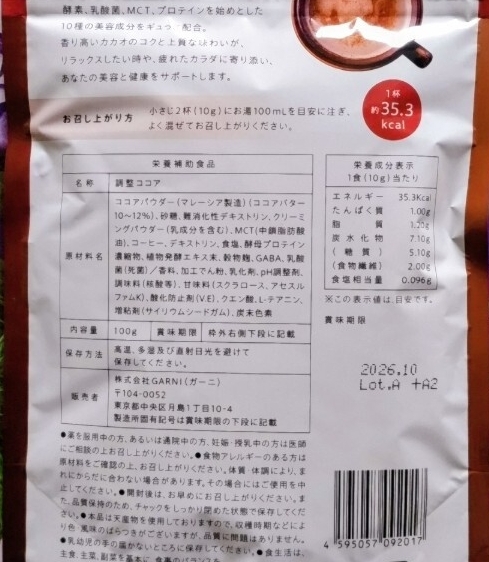 酵素、乳酸菌、MCT、プロテインを始めとした
10種の美容成分をギュッと配合。
香り高いカカオのコクと上質な味わいが、
リラックスしたい時や、疲れたカラダに寄り添い、
あなたの美容と健康をサポートします。
お召し上がり方
小さじ2杯(10g)にお湯100mLを目安に注ぎ、
よく混ぜてお召し上がりください。
1杯
約35.3
kcal
栄養補助食品
名称 調整ココア
原材料名
ココアパウダー(マレーシア製造)(ココアバター
10〜12%)、砂糖、難消化性デキストリン、クリーミ
ングパウダー(乳成分を含む)、MCT(中鎖脂肪酸
油)、コーヒー、デキストリン、食塩、酵母プロテイン
濃縮物、植物発酵エキス末、穀物麹、GABA、乳酸
菌(死菌)/香料、加工でん粉、乳化剤、pH調整剤、
調味料(核酸等)、甘味料(スクラロース、アセスル
ファムK)、酸化防止剤(V.E)、クエン酸、L-テアニン、
増粘剤(サイリウムシードガム)、炭末色素
内容量 100g 賞味期限 枠外右側下段に記載
保存方法
高温、多湿及び直射日光を避けて
保存してください。
販売者
株式会社GARNI(ガーニ)
〒104-0052
東京都中央区月島1丁目10-4
製造所固有記号は賞味期限の下段に記載
栄養成分表示
1食(10g)当たり
エネルギー 35.3Kcal
たんぱく質 1.00g
脂質 1.20g
炭水化物 7.10g
(糖質) 5.10g
(食物繊維) 2.00g
食塩相当量 0.096g
※この表示値は、目安です。
賞味期限
2026.10
Lot.A +A2
●薬を服用中の方、あるいは通院中の方、妊娠・授乳中の方は医師
にご相談の上お召し上がりください。●食物アレルギーのある方は
原材料をご確認の上、お召し上がりください。体質・体調により、ま
れにからだに合わない場合があります。その場合にはご使用を中
止してください。●開封後は、お早めにお召し上がりください。ま
た、品質保持のため、チャックをしっかり閉めた状態で保存してくだ
さい。●本品は天産物を使用しておりますので、収穫時期などによ
り色・風味のばらつきがございますが、品質に問題はありません。
●乳幼児の手の届かないところに保存してください。●食生活は、
主食、主菜、副菜を基本に、食事のバランスを
4 595057 092017